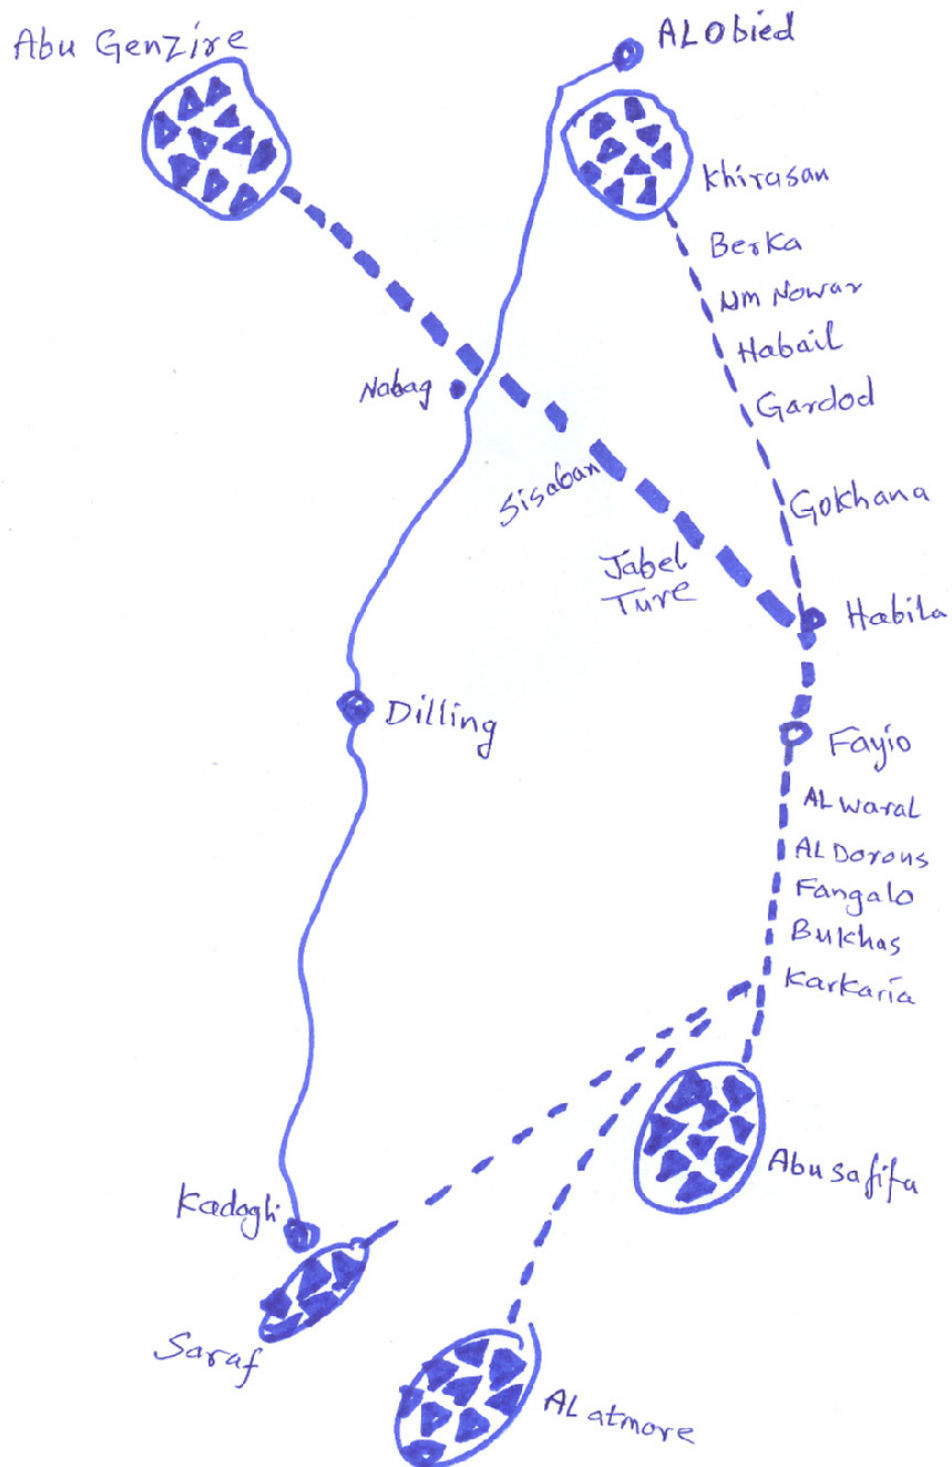 Abu Genzire
ALObied
Khirasan
Berka
Um Nowar
Habail
Gardod
Nabag
Sisaban
Gokhana
Jabel
Ture
Habila
Dilling
Fayio
AL Waral
AL Dorons
Fangalo
Bukhas
Karkaria
Abu safifa
Kadogli
Saraf
AL atmore